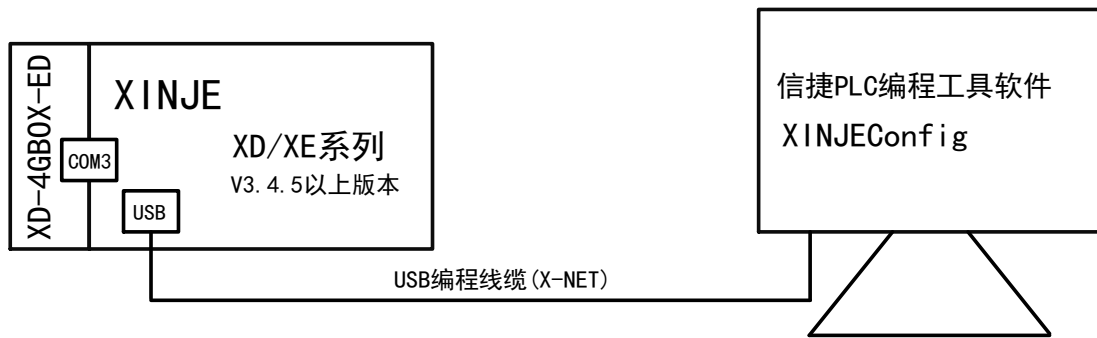 XD-4GBOX-ED
XINJE
COM3
XD/XE系列
V3.4.5以上版本
USB
USB编程线缆(X-NET)
信捷PLC编程工具软件
XINJEConfig